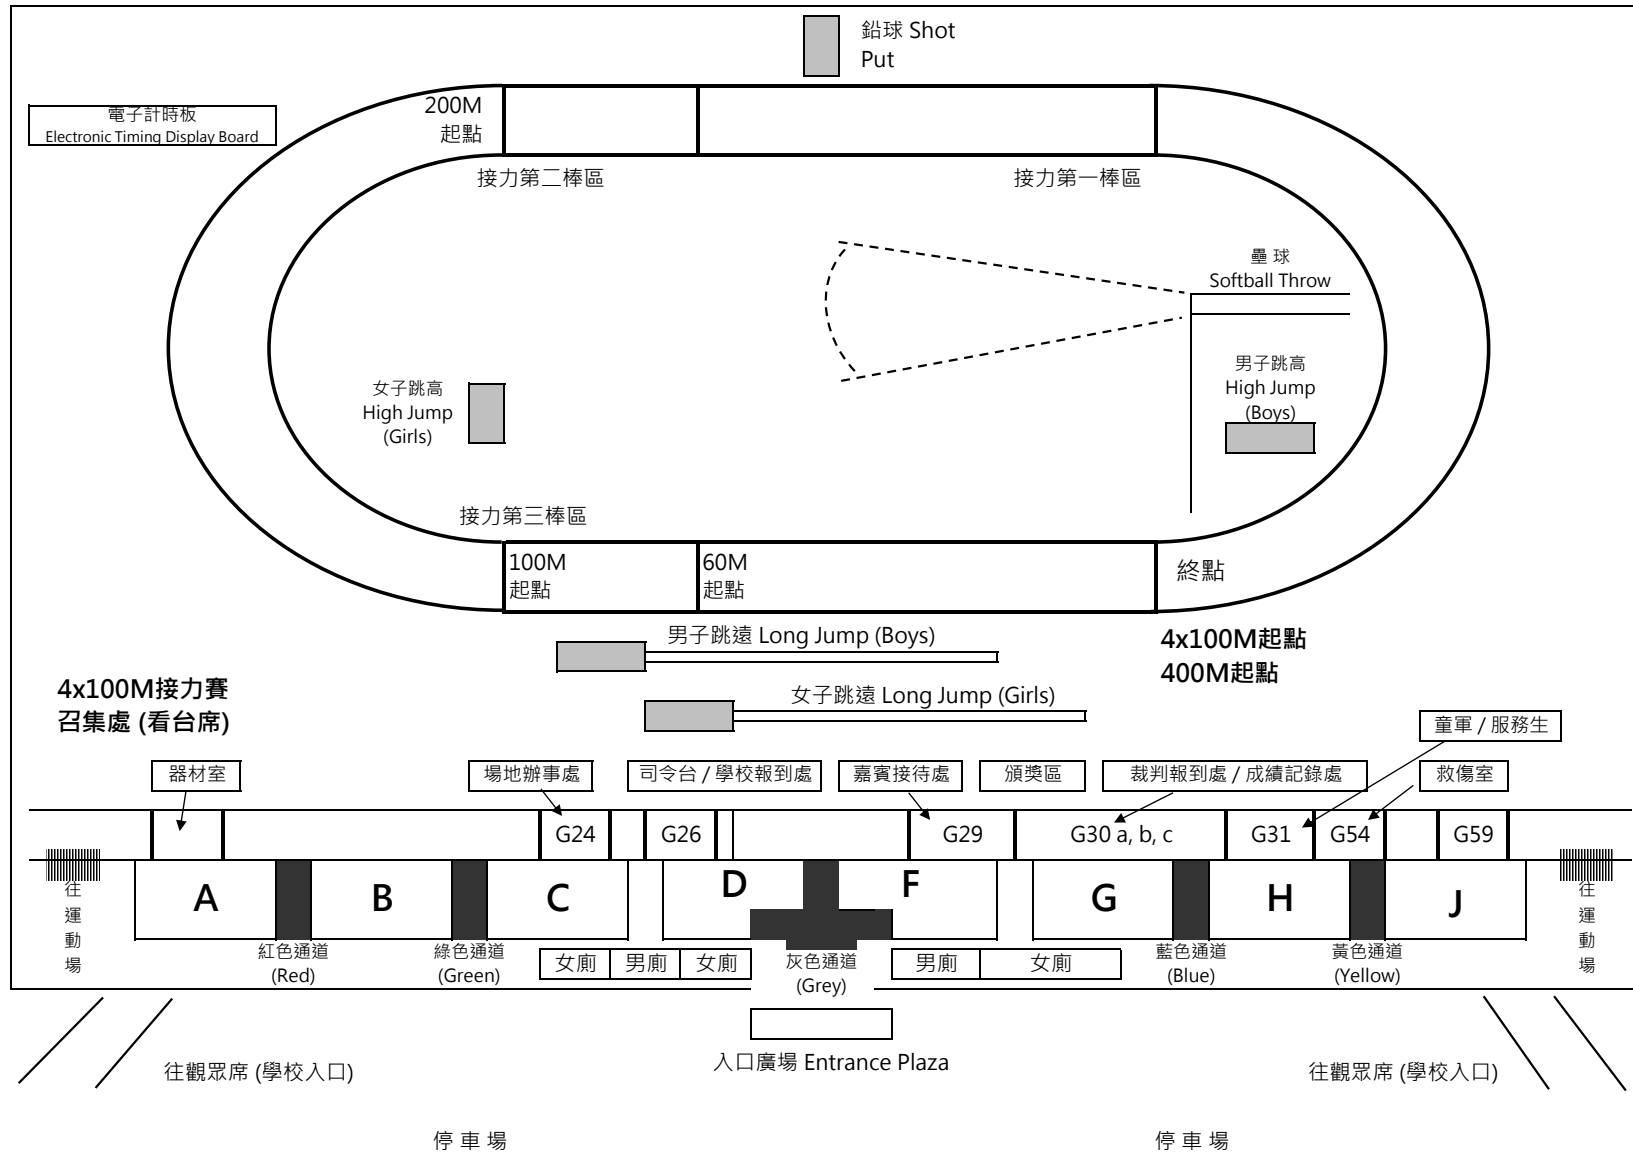 鉛球 Shot
Put
電子計時板
Electronic Timing Display Board
200M
起點
接力第二棒區
接力第一棒區
壘 球
Softball Throw
男子跳高
High Jump
(Boys)
女子跳高
High Jump
(Girls)
接力第三棒區
100M
起點
60M
起點
終點
男子跳遠 Long Jump (Boys)
4x100M起點
400M起點
4x100M接力賽
召集處 (看台席)
女子跳遠 Long Jump (Girls)
童軍 / 服務生
器材室
場地辦事處
司令台 / 學校報到處
嘉賓接待處
頒獎區
裁判報到處 / 成績記錄處
救傷室
G24
G26
G29
G30 a, b, c
G31
G54
G59
往
運
動
場
A
B
C
D
F
G
H
J
往
運
動
場
紅色通道
(Red)
綠色通道
(Green)
女廁
男廁
女廁
灰色通道
(Grey)
男廁
女廁
藍色通道
(Blue)
黃色通道
(Yellow)
入口廣場 Entrance Plaza
往觀眾席 (學校入口)
往觀眾席 (學校入口)
停 車 場
停 車 場